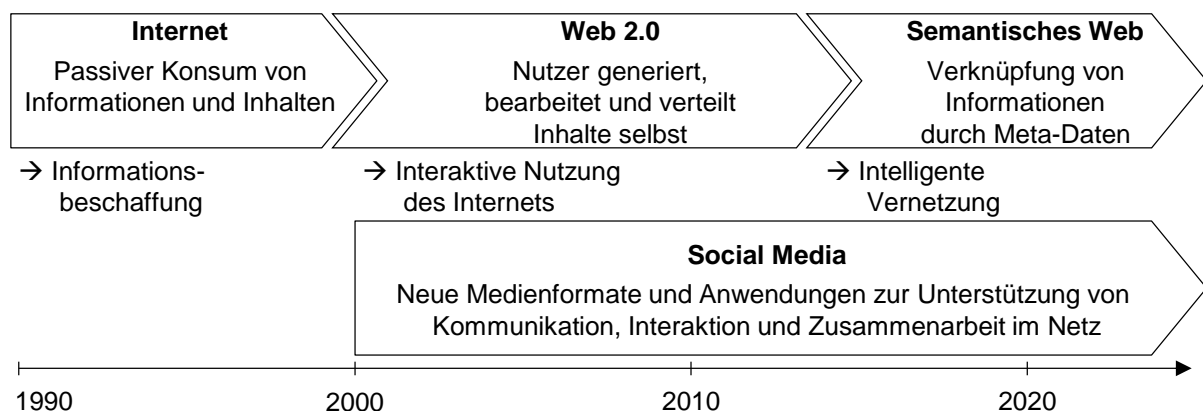 Internet
Passiver Konsum von
Informationen und Inhalten
Web 2.0
Nutzer generiert,
bearbeitet und verteilt
Inhalte selbst
Semantisches Web
Verknüpfung von
Informationen
durch Meta-Daten
→ Informations-
beschaffung
→ Interaktive Nutzung
des Internets
→ Intelligente
Vernetzung
Social Media
Neue Medienformate und Anwendungen zur Unterstützung von
Kommunikation, Interaktion und Zusammenarbeit im Netz
1990 2000 2010 2020